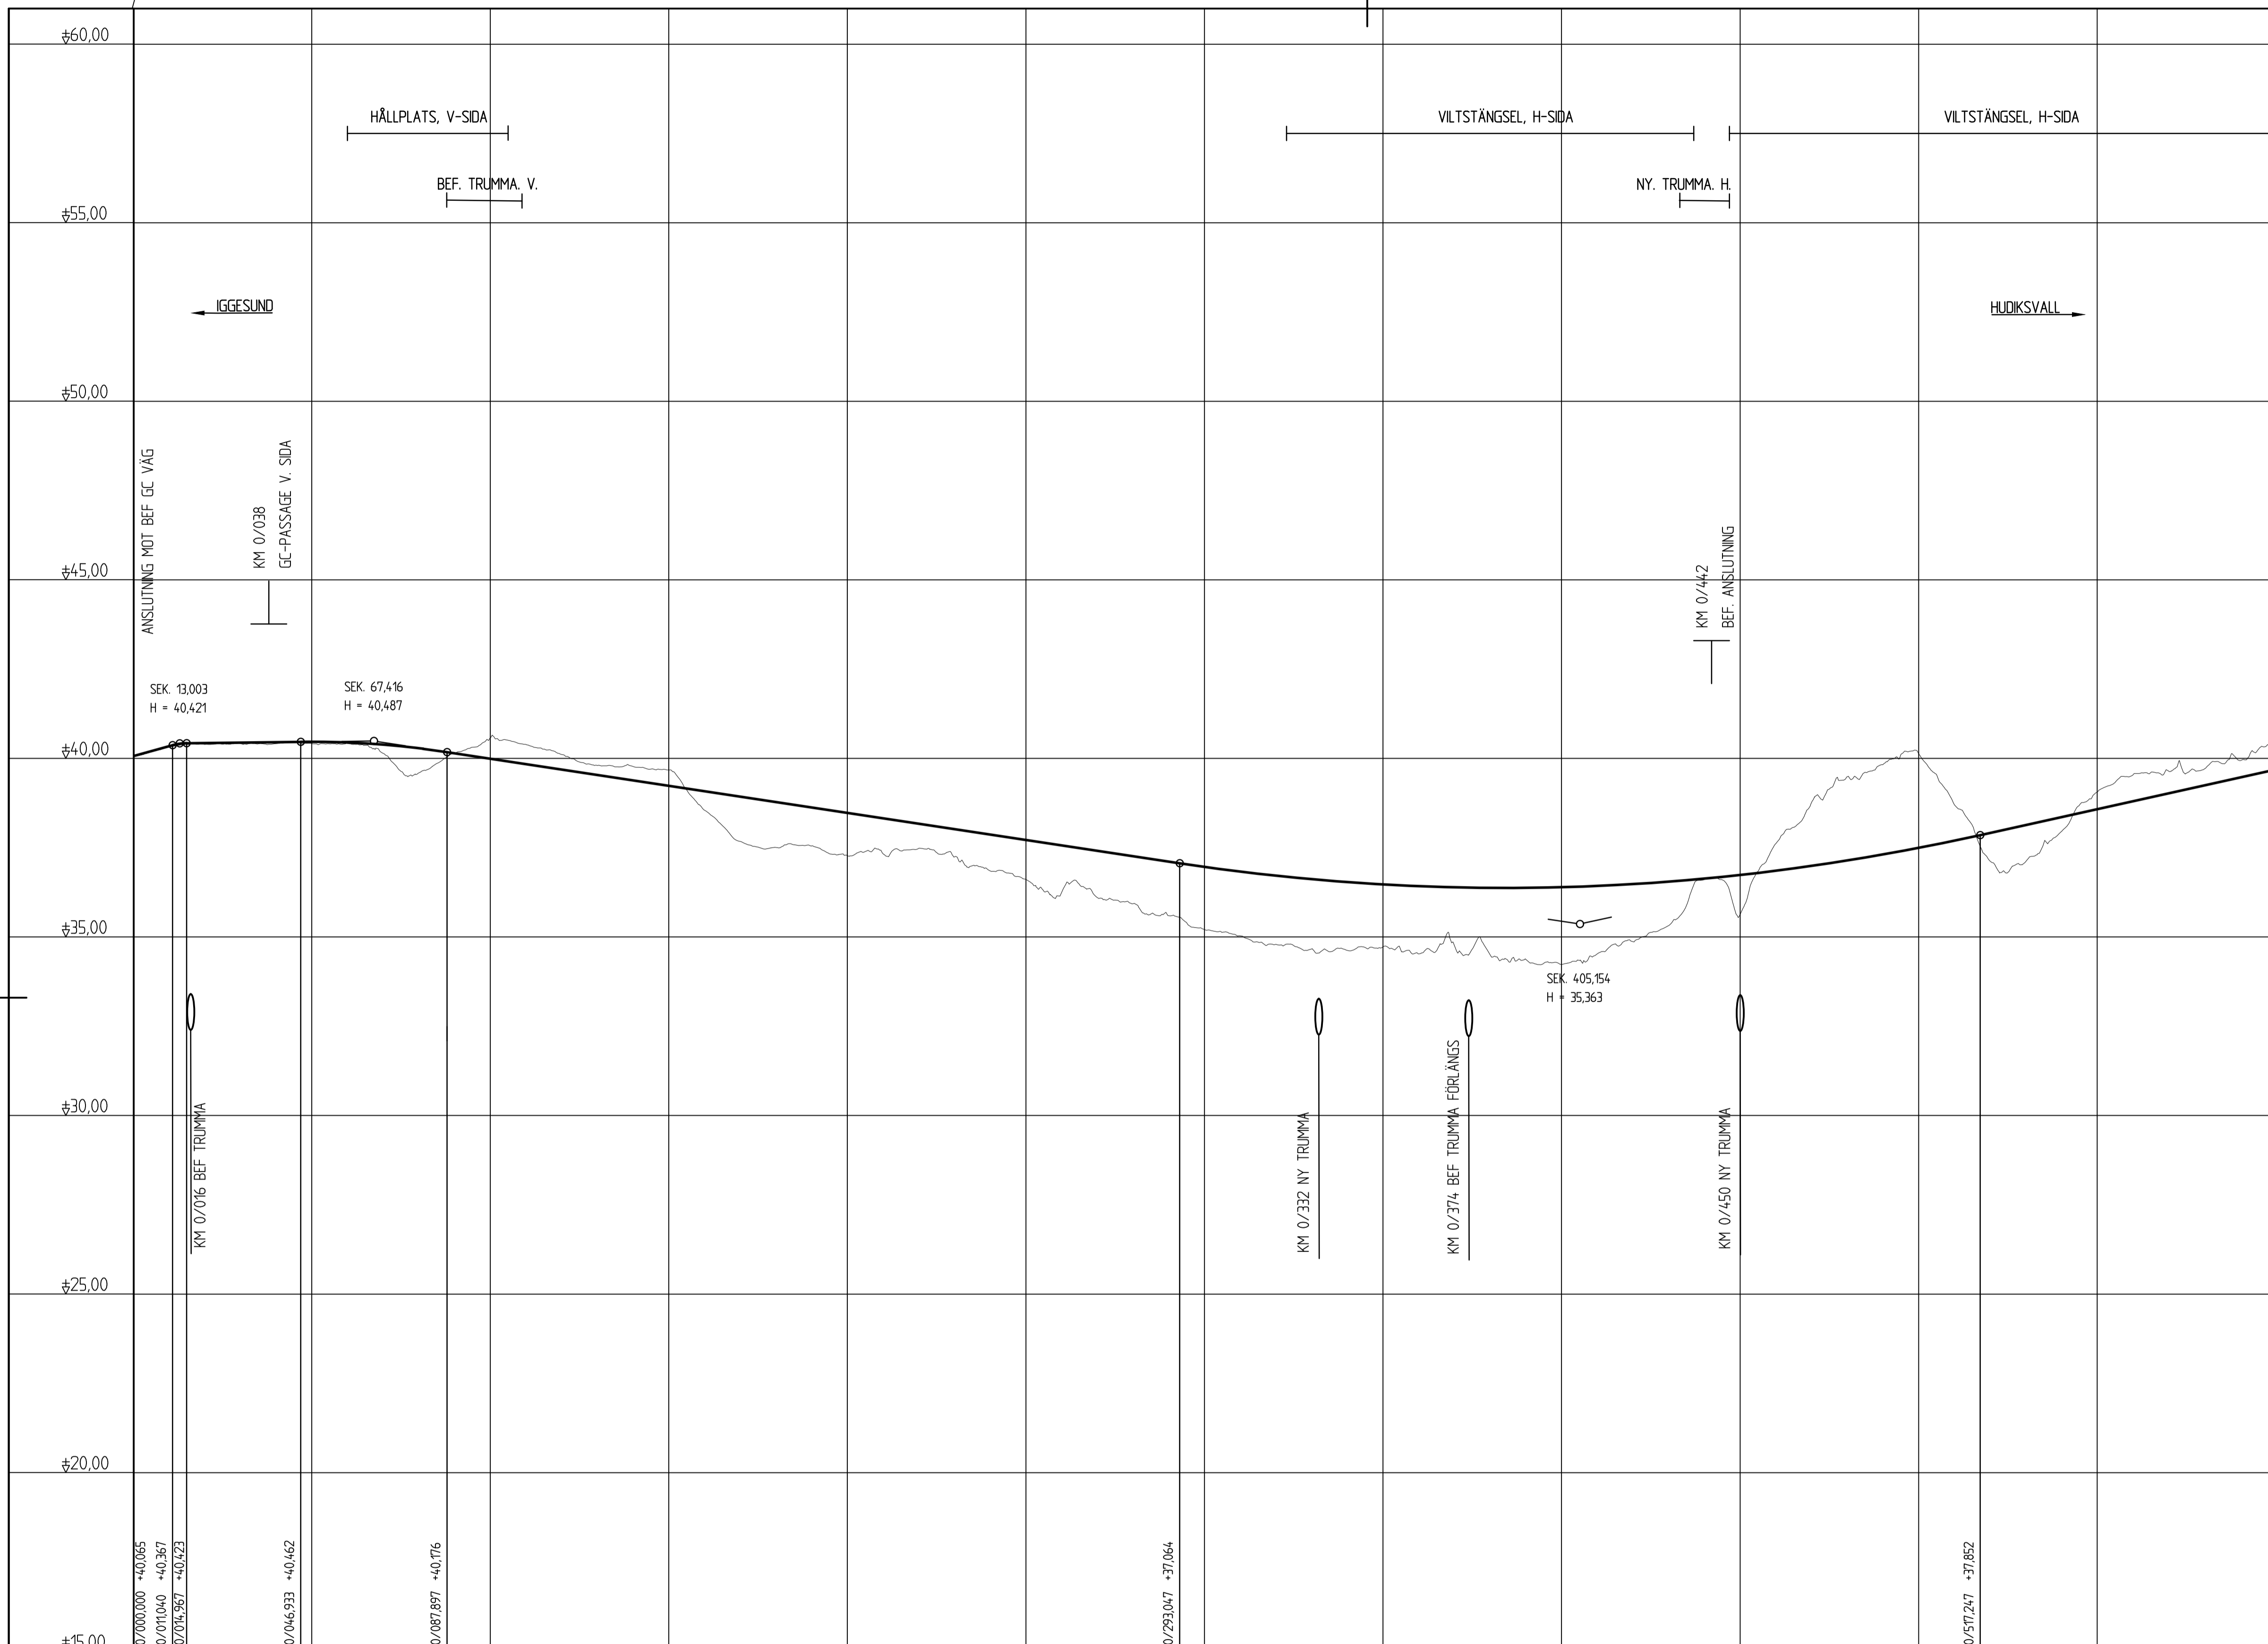 ±60,00
HÅLLPLATS, V-SIDA
VILTSTÄNGSEL, H-SIDA
VILTSTÄNGSEL, H-SIDA
BEF. TRUMMA. V.
NY. TRUMMA. H.
±55,00
IGGESUND
HUDIKSVALL
±50,00
ANSLUTNING MOT BEF GC VÄG
KM 0/038
GC-PASSAGE V. SIDA
±45,00
KM 0/442
BEF. ANSLUTNING
SEK. 13,003
H = 40,421
SEK. 67,416
H = 40,487
±40,00
±35,00
SEK. 405,154
H = 35,363
±30,00
KM 0/016 BEF TRUMMA
KM 0/332 NY TRUMMA
KM 0/374 BEF TRUMMA FÖRLÄNGS
KM 0/450 NY TRUMMA
±25,00
±20,00
0/000,000 +40,065
0/011,040 +40,367
0/014,967 +40,423
0/046,933 +40,462
0/087,897 +40,176
0/293,047 +37,064
0/517,247 +37,852
±15,00